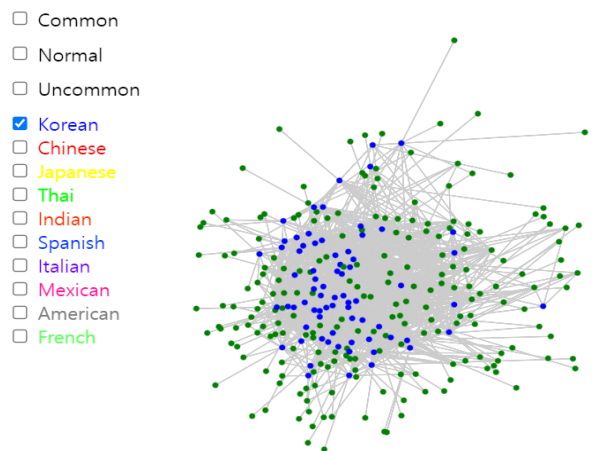 Common
Normal
Uncommon
Korean
Chinese
Japanese
Thai
Indian
Spanish
Italian
Mexican
American
French